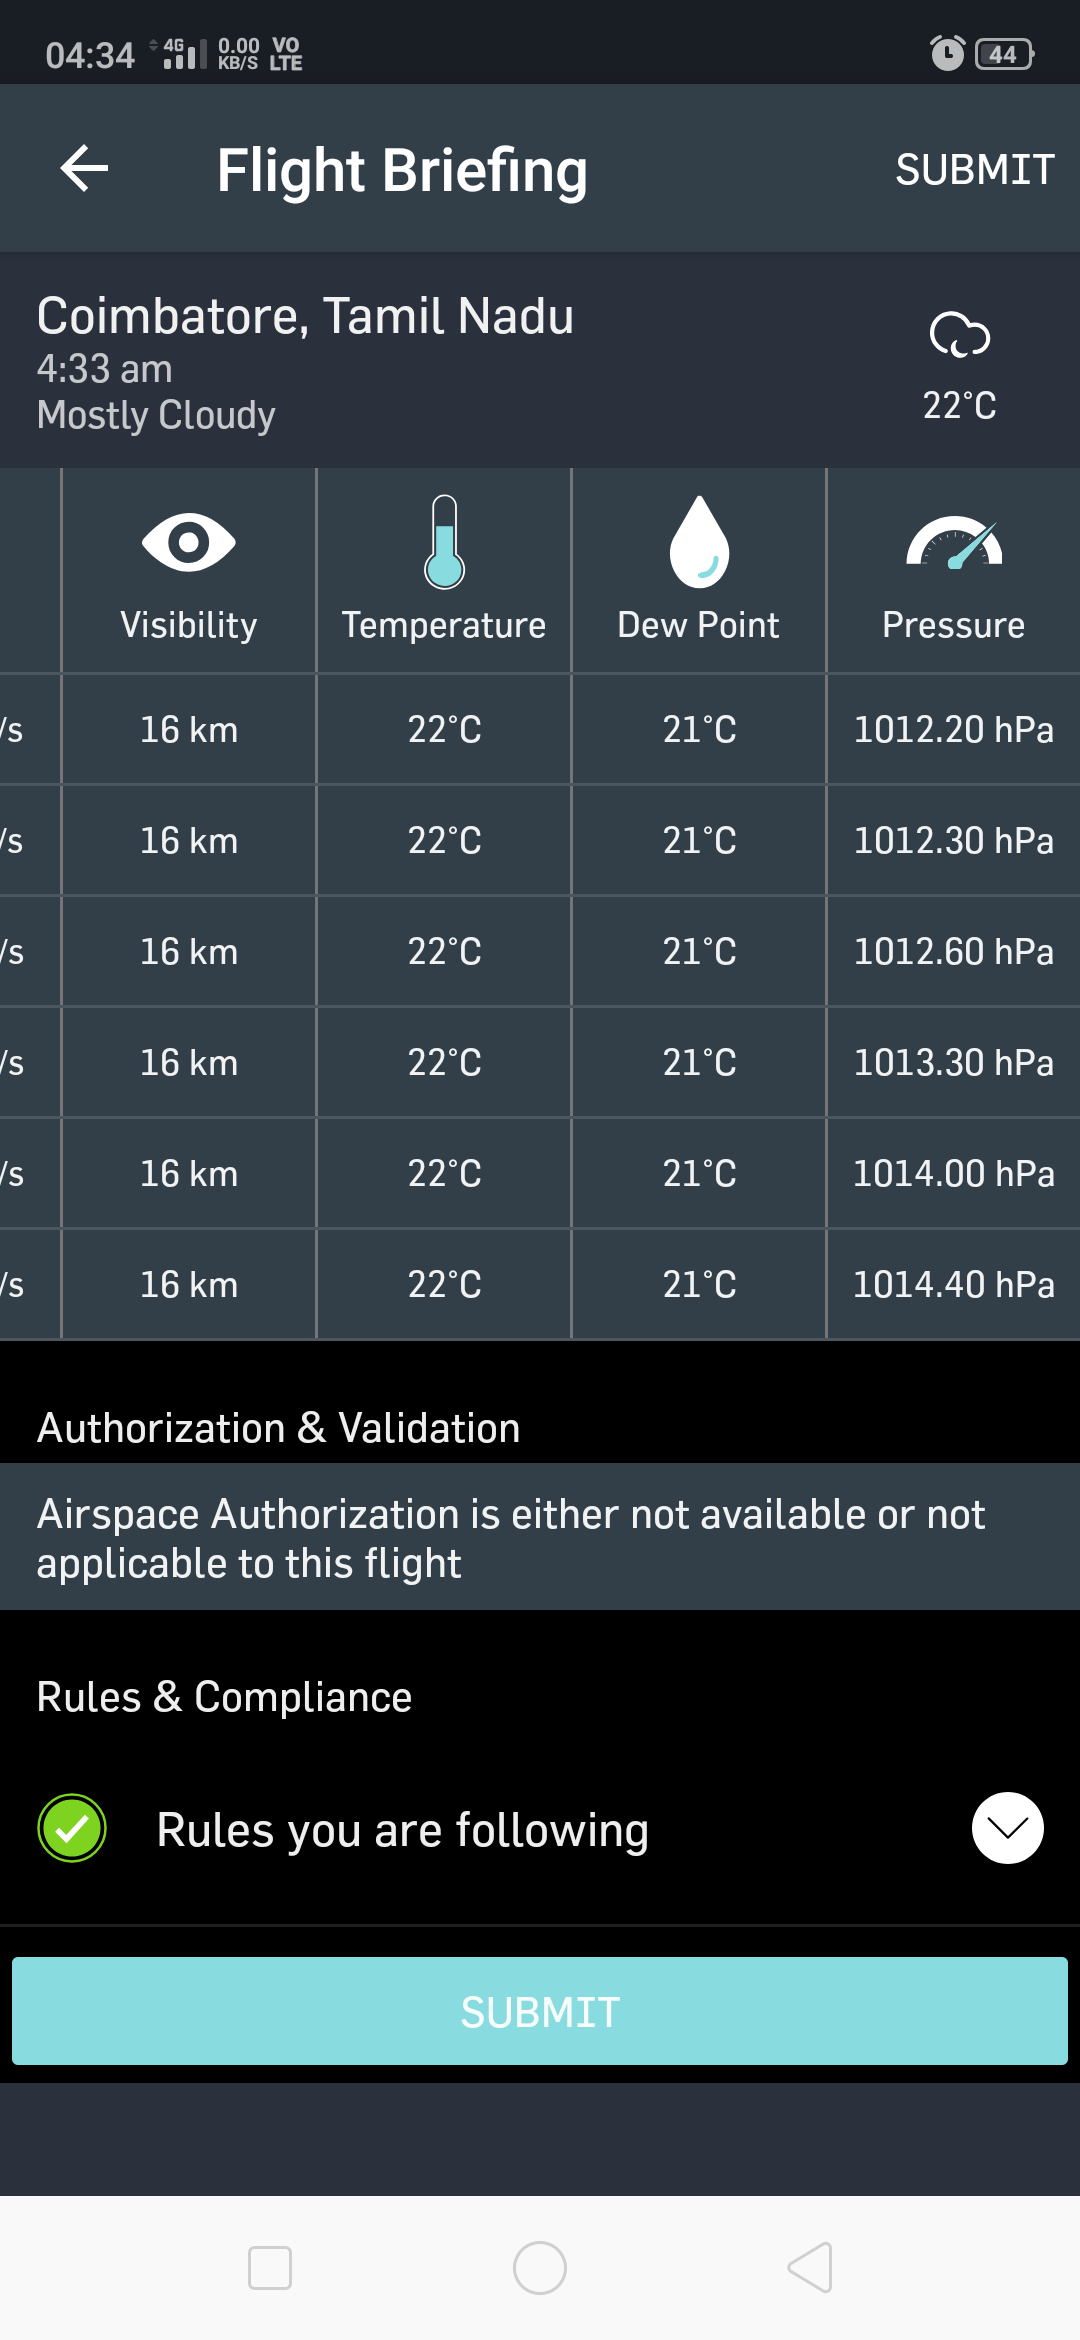 04:34 4G 0.00 KB/S VO LTE 44
Flight Briefing SUBMIT
Coimbatore, Tamil Nadu
4:33 am
Mostly Cloudy
22°C
Visibility Temperature Dew Point Pressure
/s 16 km 22°C 21°C 1012.20 hPa
/s 16 km 22°C 21°C 1012.30 hPa
/s 16 km 22°C 21°C 1012.60 hPa
/s 16 km 22°C 21°C 1013.30 hPa
/s 16 km 22°C 21°C 1014.00 hPa
/s 16 km 22°C 21°C 1014.40 hPa
Authorization & Validation
Airspace Authorization is either not available or not
applicable to this flight
Rules & Compliance
Rules you are following
SUBMIT